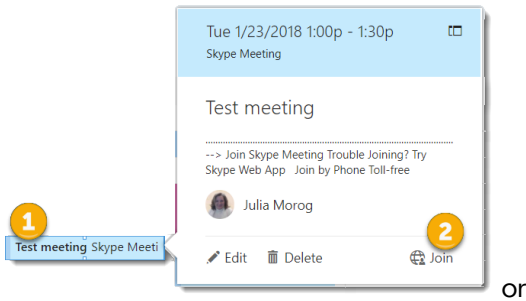 Tue 1/23/2018 1:00p - 1:30p
Skype Meeting
Test meeting
--> Join Skype Meeting Trouble Joining? Try
Skype Web App Join by Phone Toll-free
Julia Morog
1
Test meeting Skype Meeti
2
Edit Delete Join
or